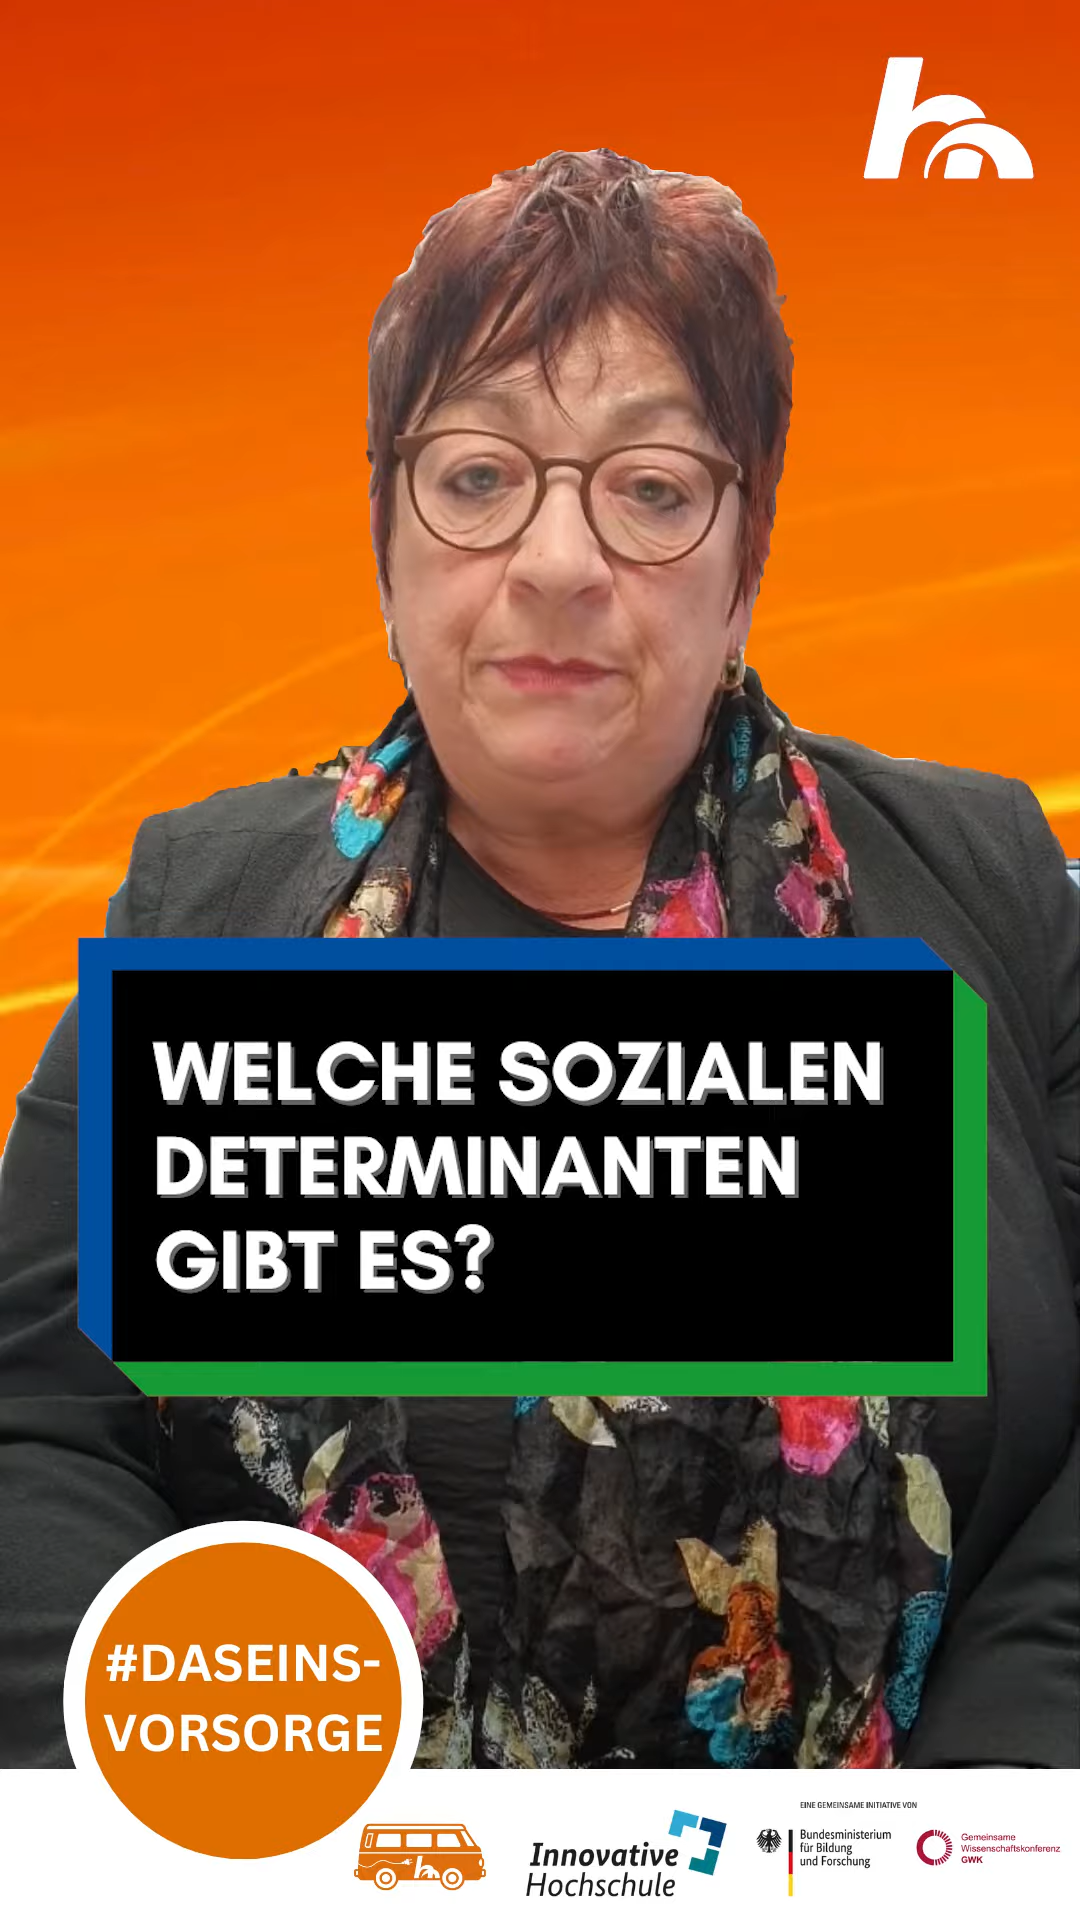 WELCHE SOZIALEN
DETERMINANTEN
GIBT ES?
#DASEINS-
VORSORGE
EINE GEMEINSAME INITIATIVE VON
Innovative
Hochschule
Bundesministerium
für Bildung
und Forschung
Gemeinsame
Wissenschaftskonferenz
GWK